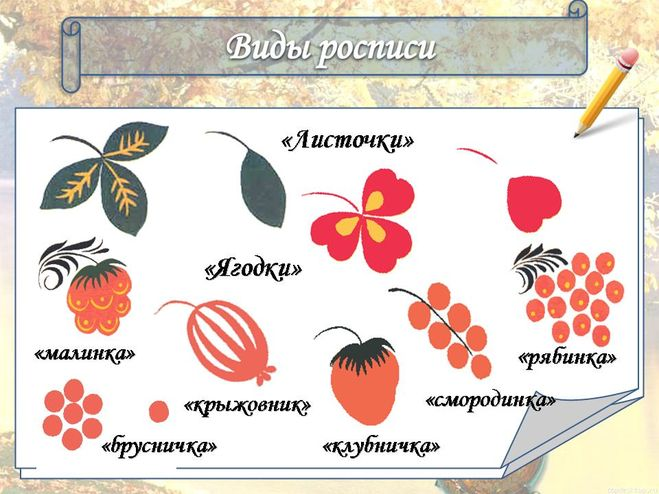 Виды росписи
«Листочки»
«Ягодки»
«малинка»
«рябинка»
«крыжовник»
«смородинка»
«брусничка»
«клубничка»